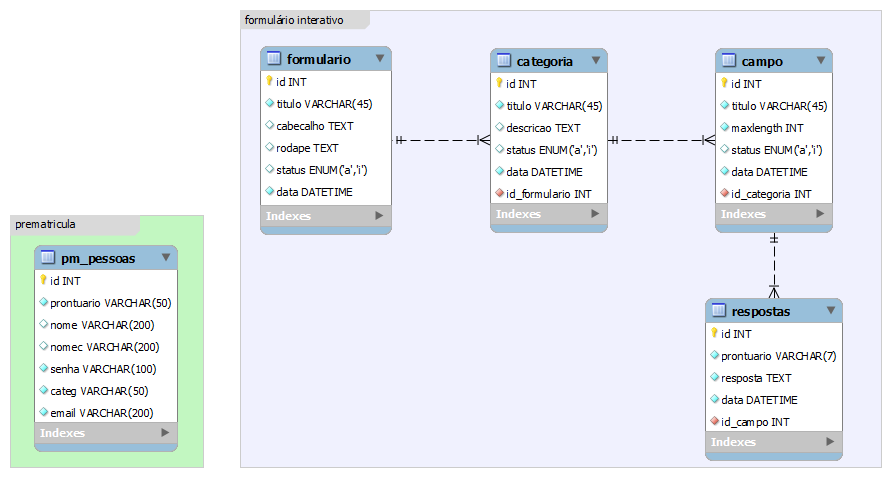 formulário interativo
formulario
id INT
titulo VARCHAR(45)
cabecalho TEXT
rodape TEXT
status ENUM('a','i')
data DATETIME
Indexes
categoria
id INT
titulo VARCHAR(45)
descricao TEXT
status ENUM('a','i')
data DATETIME
id_formulario INT
Indexes
campo
id INT
titulo VARCHAR(45)
maxlength INT
status ENUM('a','i')
data DATETIME
id_categoria INT
Indexes
prematricula
pm_pessoas
id INT
prontuario VARCHAR(50)
nome VARCHAR(200)
nomec VARCHAR(200)
senha VARCHAR(100)
categ VARCHAR(50)
email VARCHAR(200)
Indexes
respostas
id INT
prontuario VARCHAR(7)
resposta TEXT
data DATETIME
id_campo INT
Indexes